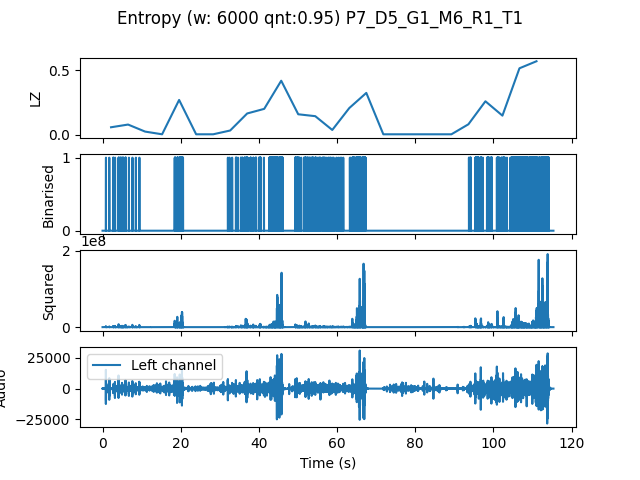 Entropy (w: 6000 qnt:0.95) P7_D5_G1_M6_R1_T1
0.5
0.0
LZ
1
0
Binarised
1e8
2
0
Squared
25000
0
−25000
Audio
Left channel
0 20 40 60 80 100 120
Time (s)